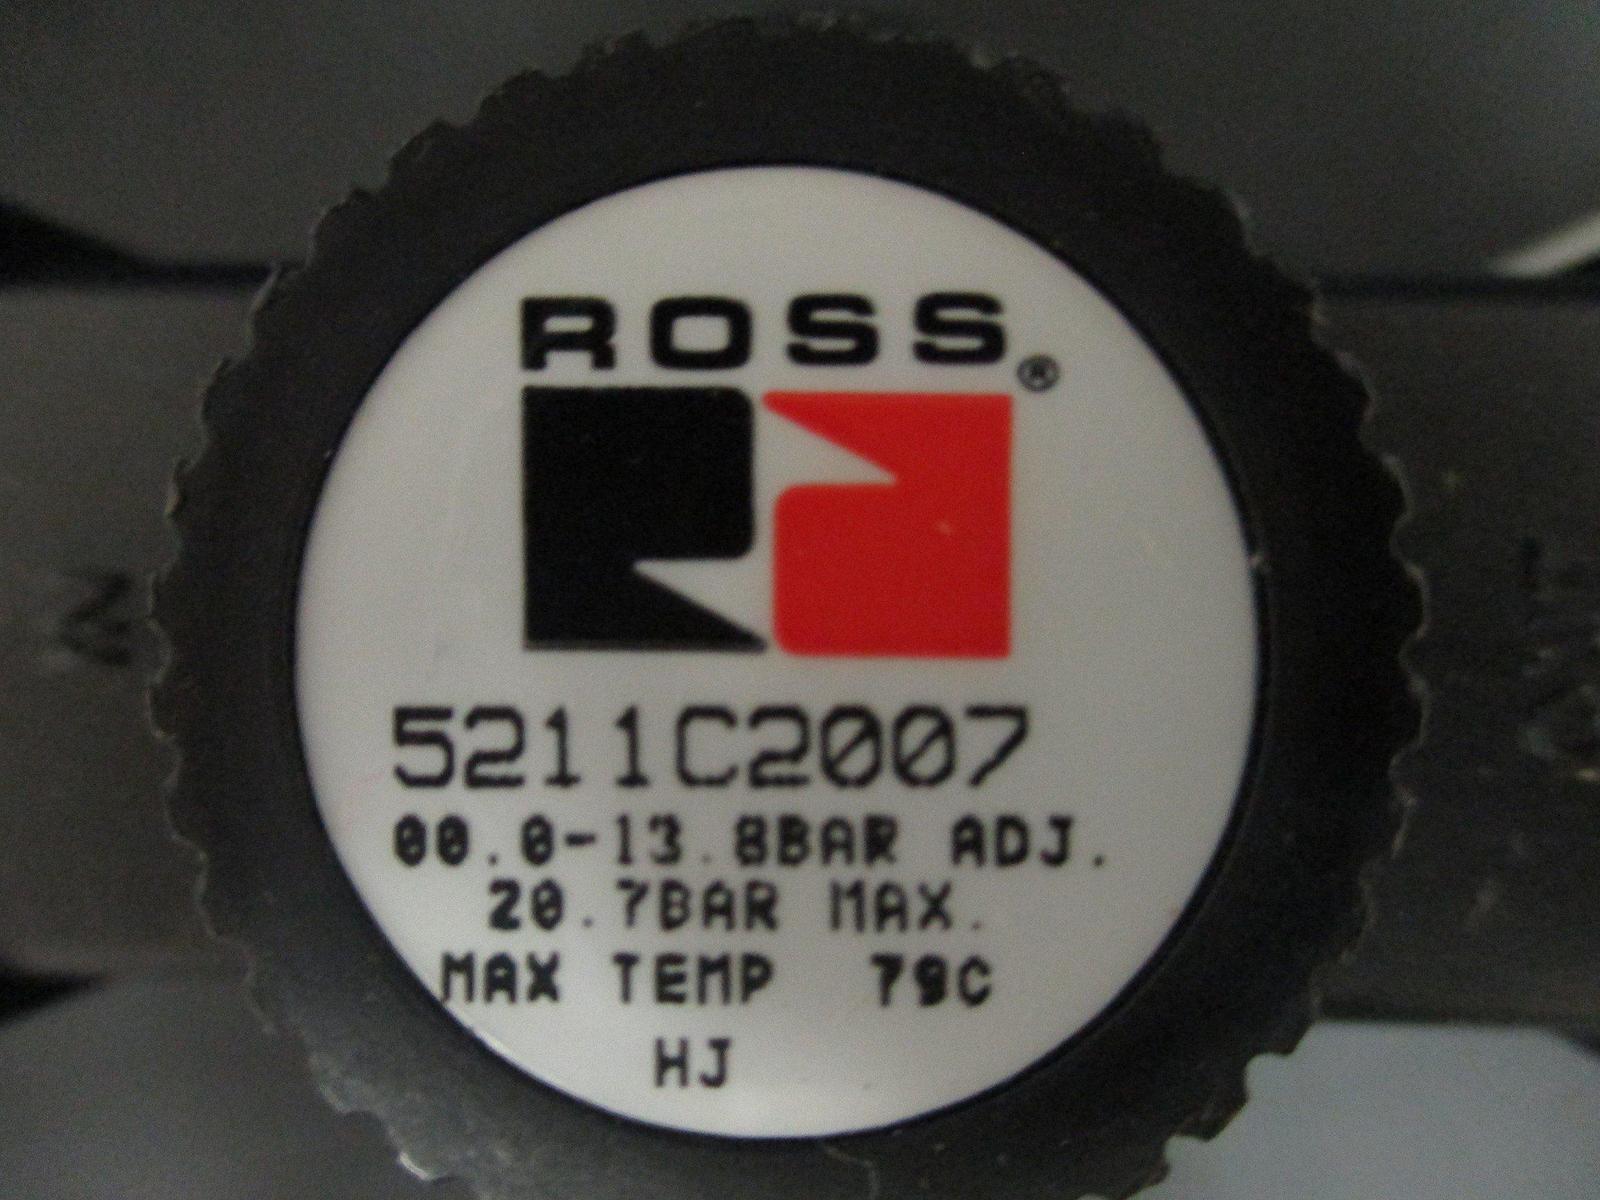 ROSS®
5211C2007
00.0-13.8BAR ADJ.
20.7BAR MAX.
MAX TEMP 79C
HJ